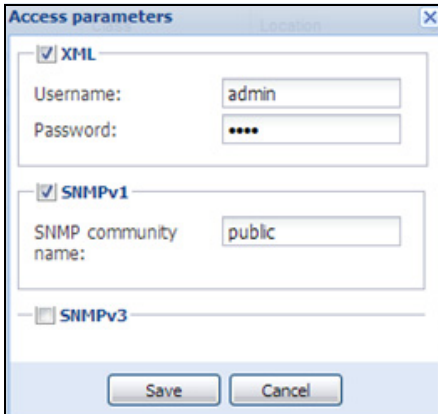 Access parameters
XML
Username: admin
Password: ••••
SNMPv1
SNMP community name: public
SNMPv3
Save Cancel